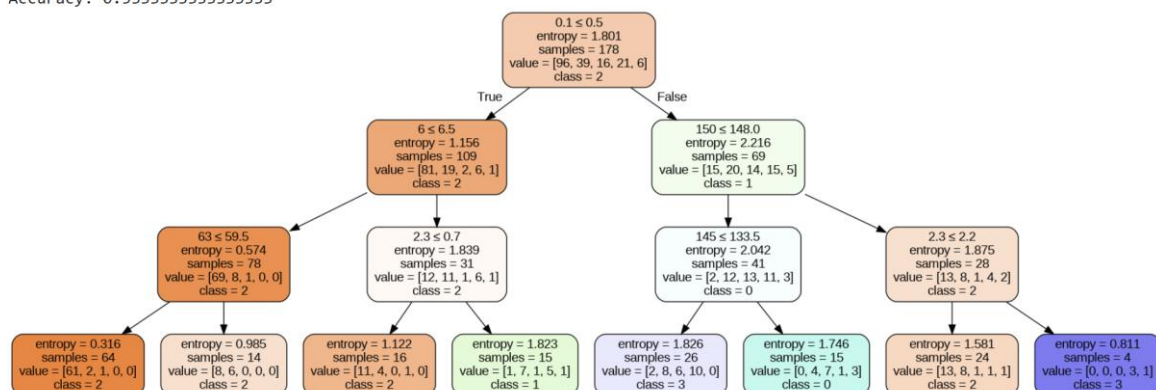 0.1 ≤ 0.5
entropy = 1.801
samples = 178
value = [96, 39, 16, 21, 6]
class = 2
True
False
6 ≤ 6.5
entropy = 1.156
samples = 109
value = [81, 19, 2, 6, 1]
class = 2
150 ≤ 148.0
entropy = 2.216
samples = 69
value = [15, 20, 14, 15, 5]
class = 1
63 ≤ 59.5
entropy = 0.574
samples = 78
value = [69, 8, 1, 0, 0]
class = 2
2.3 ≤ 0.7
entropy = 1.839
samples = 31
value = [12, 11, 1, 6, 1]
class = 2
145 ≤ 133.5
entropy = 2.042
samples = 41
value = [2, 12, 13, 11, 3]
class = 0
2.3 ≤ 2.2
entropy = 1.875
samples = 28
value = [13, 8, 1, 4, 2]
class = 2
entropy = 0.316
samples = 64
value = [61, 2, 1, 0, 0]
class = 2
entropy = 0.985
samples = 14
value = [8, 6, 0, 0, 0]
class = 2
entropy = 1.122
samples = 16
value = [11, 4, 0, 1, 0]
class = 2
entropy = 1.823
samples = 15
value = [1, 7, 1, 5, 1]
class = 1
entropy = 1.826
samples = 26
value = [2, 8, 6, 10, 0]
class = 3
entropy = 1.746
samples = 15
value = [0, 4, 7, 1, 3]
class = 0
entropy = 1.581
samples = 24
value = [13, 8, 1, 1, 1]
class = 2
entropy = 0.811
samples = 4
value = [0, 0, 0, 3, 1]
class = 3